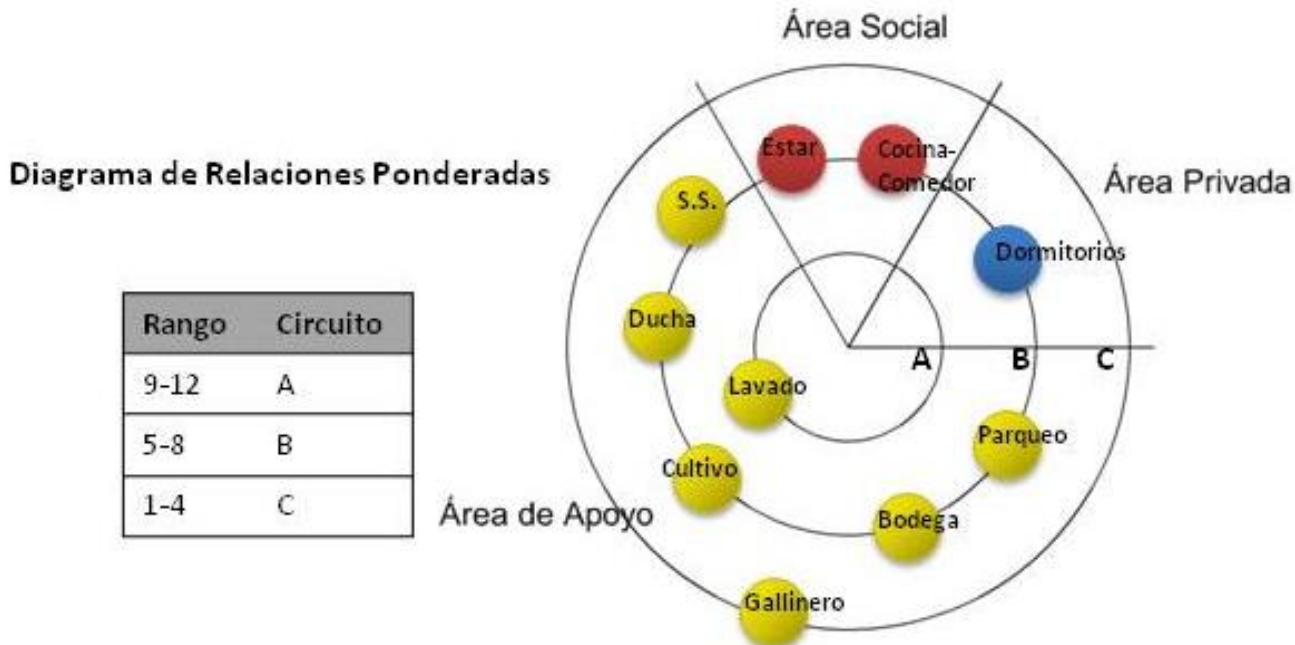 Área Social
Diagrama de Relaciones Ponderadas
Estar
Cocina-
Comedor
Área Privada
S.S.
Dormitorios
Rango Circuito
9-12 A
5-8 B
1-4 C
Ducha
A B C
Lavado
Parqueo
Cultivo
Área de Apoyo
Bodega
Gallinero